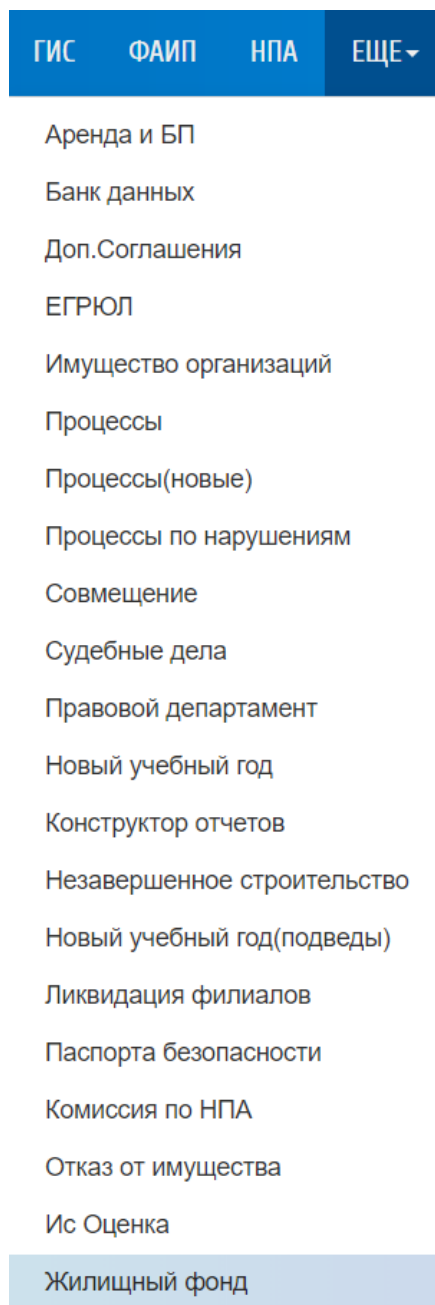 ГИС ФАИП НПА ЕЩЕ
Аренда и БП
Банк данных
Доп.Соглашения
ЕГРЮЛ
Имущество организаций
Процессы
Процессы(новые)
Процессы по нарушениям
Совмещение
Судебные дела
Правовой департамент
Новый учебный год
Конструктор отчетов
Незавершенное строительство
Новый учебный год(подведы)
Ликвидация филиалов
Паспорта безопасности
Комиссия по НПА
Отказ от имущества
Ис Оценка
Жилищный фонд